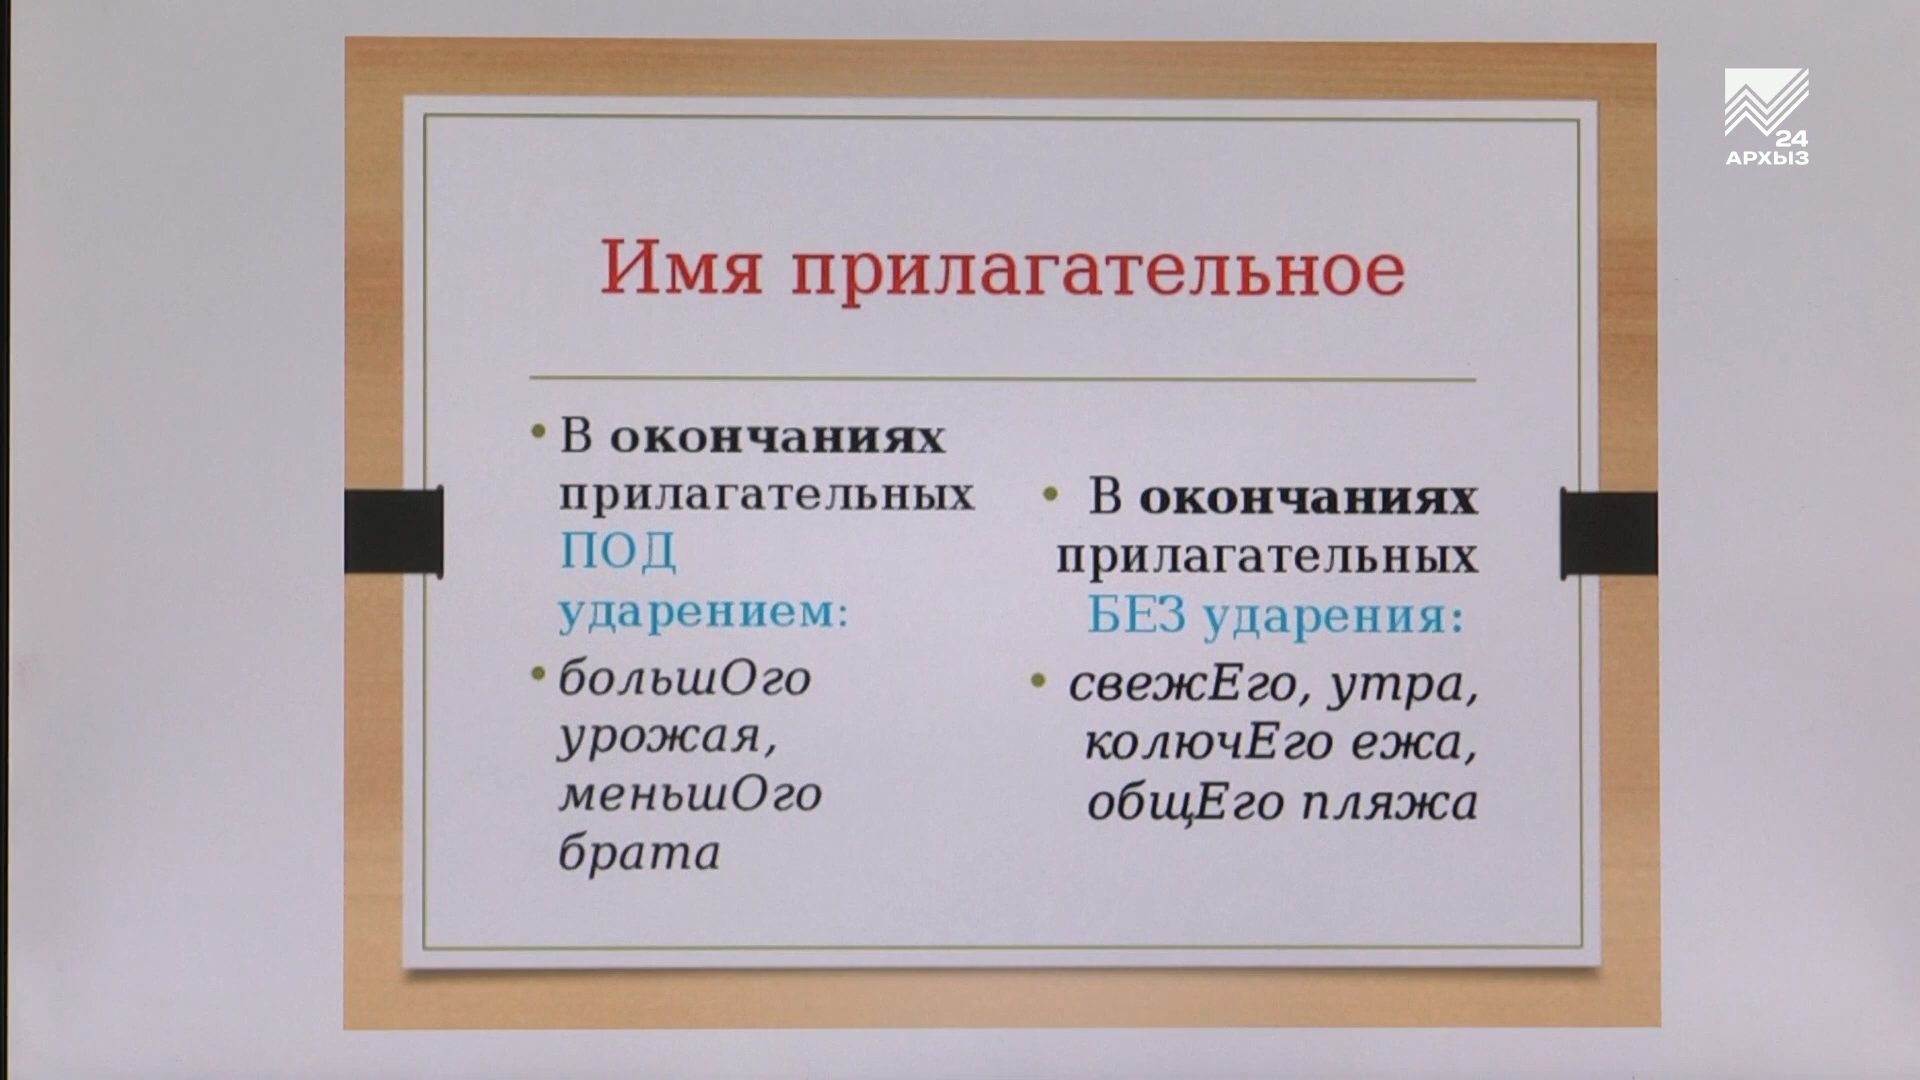 24
АРХЫЗ
Имя прилагательное
• В окончаниях
прилагательных
ПОД
ударением:
• большОго
урожая,
меньшОго
брата
• В окончаниях
прилагательных
БЕЗ ударения:
• свежЕго, утра,
колючЕго ежа,
общЕго пляжа